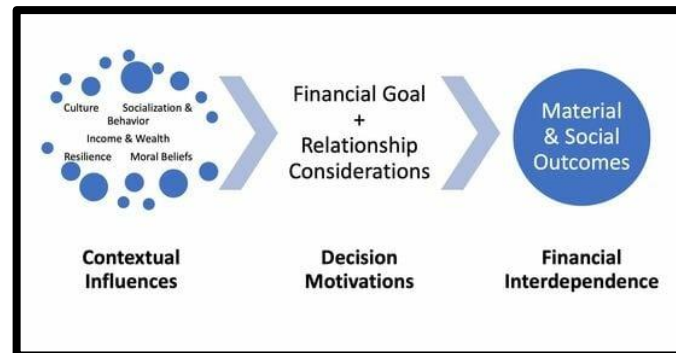 Culture Socialization &
Behavior
Income & Wealth
Resilience Moral Beliefs
Financial Goal
+
Relationship
Considerations
Material
& Social
Outcomes
Contextual
Influences
Decision
Motivations
Financial
Interdependence